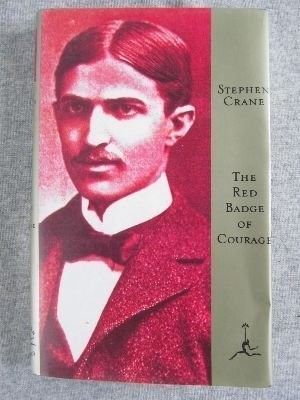 STEPHEN
CRANE
THE
RED
BADGE
OF
COURAGE